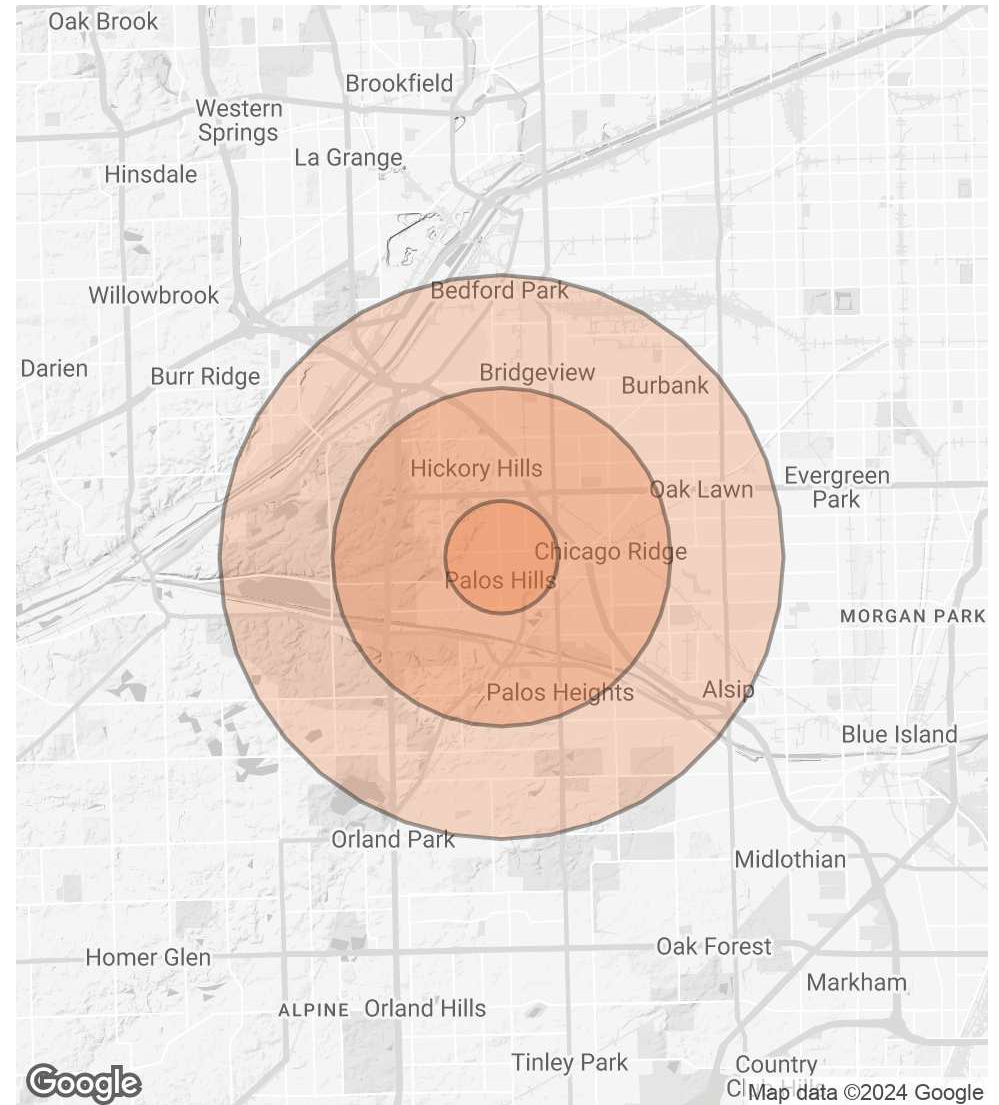 Oak Brook
Brookfield
Western
Springs
La Grange
Hinsdale
Willowbrook
Bedford Park
Darien
Burr Ridge
Bridgeview
Burbank
Hickory Hills
Oak Lawn
Evergreen
Park
Chicago Ridge
Palos Hills
MORGAN PARK
Palos Heights
Alsip
Blue Island
Orland Park
Midlothian
Oak Forest
Homer Glen
Markham
ALPINE
Orland Hills
Tinley Park
Country
Club Hills
Google
Map data ©2024 Google